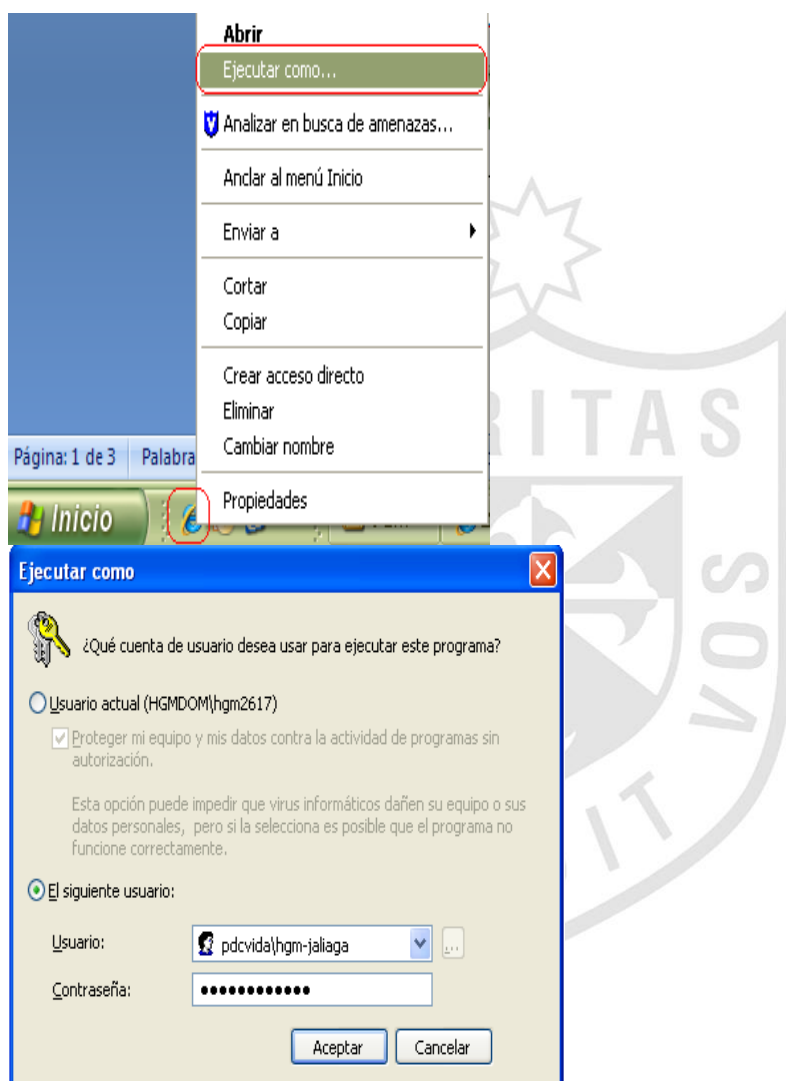 Abrir
Ejecutar como...
Analizar en busca de amenazas...
Anclar al menú Inicio
Enviar a
Cortar
Copiar
Crear acceso directo
Eliminar
Cambiar nombre
Propiedades
Página: 1 de 3 Palabra
Inicio
RITAS
VOS
CIT
Ejecutar como
¿Qué cuenta de usuario desea usar para ejecutar este programa?
Usuario actual (HGMDOM\hgm2617)
Proteger mi equipo y mis datos contra la actividad de programas sin
autorización.
Esta opción puede impedir que virus informáticos dañen su equipo o sus
datos personales, pero si la selecciona es posible que el programa no
funcione correctamente.
El siguiente usuario:
Usuario: pdcvida\hgm-jaliaga ...
Contraseña: ••••••••••••
Aceptar Cancelar